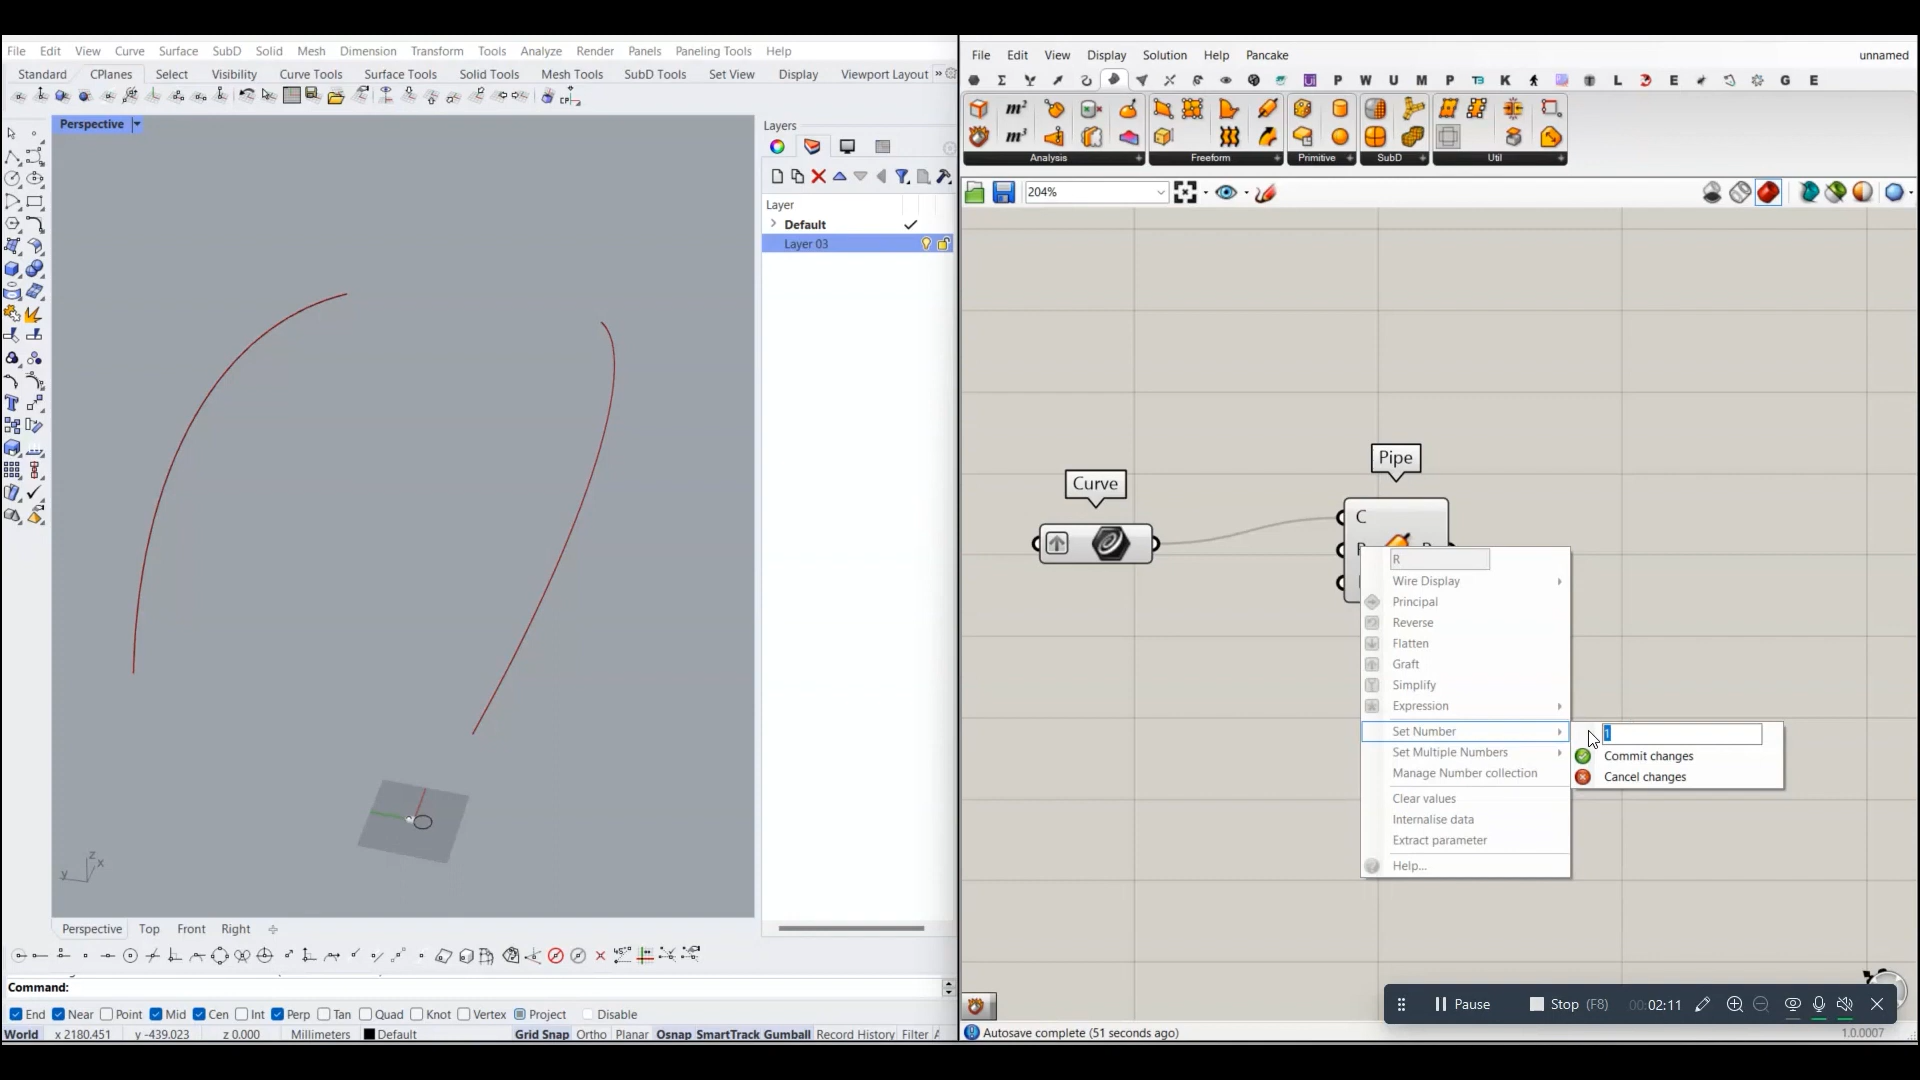 File Edit View Curve Surface SubD Solid Mesh Dimension Transform Tools Analyze Render Panels Paneling Tools Help
Standard CPlanes Select Visibility Curve Tools Surface Tools Solid Tools Mesh Tools SubD Tools Set View Display Viewport Layout »
Perspective
Layers
Layer
Default
Layer 03
z
x
y
Perspective Top Front Right
Command:
End Near Point Mid Cen Int Perp Tan Quad Knot Vertex Project Disable
World x 2180.451 y -439.023 z 0.000 Millimeters Default Grid Snap Ortho Planar Osnap SmartTrack Gumball Record History Filter
File Edit View Display Solution Help Pancake unnamed
P W U M P K L G E
m²
m³
Analysis Freeform Primitive SubD Util
204%
Curve
Pipe
C
R
Wire Display
Principal
Reverse
Flatten
Graft
Simplify
Expression
Set Number
1
Set Multiple Numbers
Commit changes
Manage Number collection
Cancel changes
Clear values
Internalise data
Extract parameter
Help...
Pause Stop (F8) 00:02:11
Autosave complete (51 seconds ago)
1.0.0007